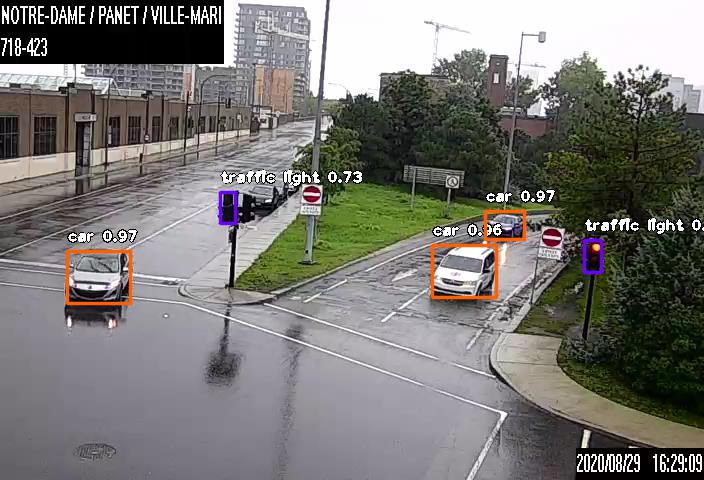 NOTRE-DAME / PANET / VILLE-MARI
718-423
traffic light 0.73
car 0.97
car 0.96
traffic light 0.
car 0.97
2020/08/29 16:29:09